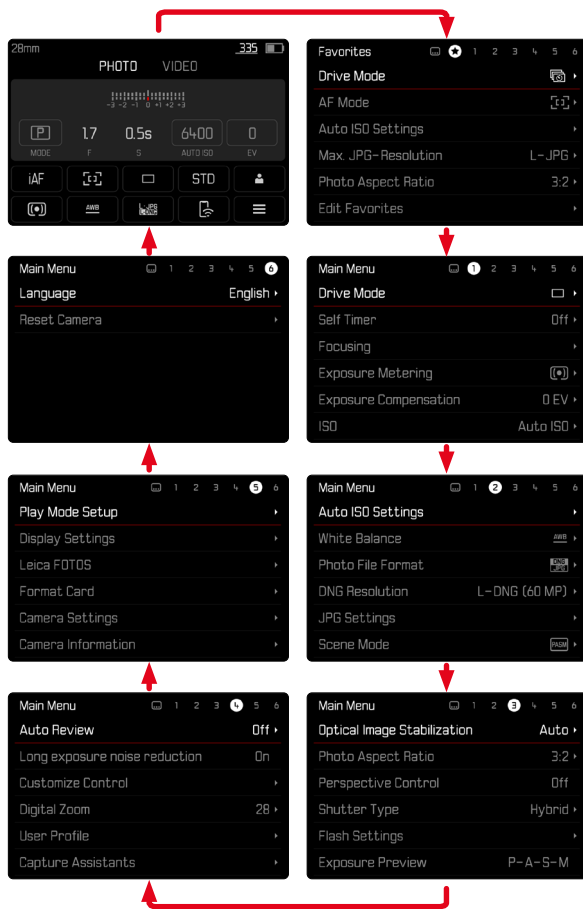 28mm 335
PHOTO VIDEO
-3 -2 -1 0 +1 +2 +3
P 1.7 0.5s 6400 0
MODE F S AUTO ISO EV
iAF STD
AWB L-JPG L-DNG
Favorites 1 2 3 4 5 6
Drive Mode
AF Mode
Auto ISO Settings
Max. JPG-Resolution L-JPG
Photo Aspect Ratio 3:2
Edit Favorites
Main Menu 1 2 3 4 5 6
Language English
Reset Camera
Main Menu 1 2 3 4 5 6
Drive Mode
Self Timer Off
Focusing
Exposure Metering
Exposure Compensation 0 EV
ISO Auto ISO
Main Menu 1 2 3 4 5 6
Play Mode Setup
Display Settings
Leica FOTOS
Format Card
Camera Settings
Camera Information
Main Menu 1 2 3 4 5 6
Auto ISO Settings
White Balance AWB
Photo File Format DNG JPG
DNG Resolution L-DNG (60 MP)
JPG Settings
Scene Mode PASM
Main Menu 1 2 3 4 5 6
Auto Review Off
Long exposure noise reduction On
Customize Control
Digital Zoom 28
User Profile
Capture Assistants
Main Menu 1 2 3 4 5 6
Optical Image Stabilization Auto
Photo Aspect Ratio 3:2
Perspective Control Off
Shutter Type Hybrid
Flash Settings
Exposure Preview P-A-S-M